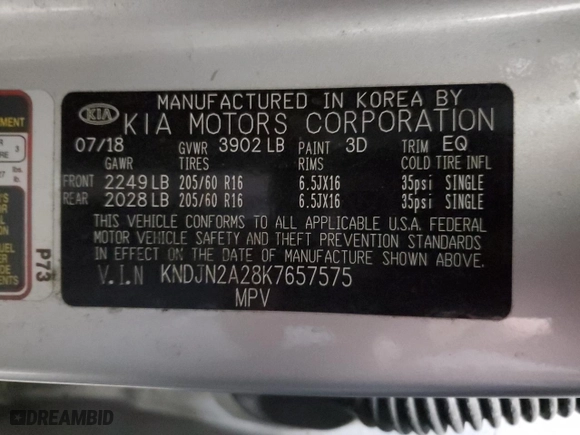 MANUFACTURED IN KOREA BY
KIA KIA MOTORS CORPORATION
07/18 GVWR 3902 LB PAINT 3D TRIM EQ
GAWR TIRES RIMS COLD TIRE INFL
FRONT 2249 LB 205/60 R16 6.5JX16 35psi SINGLE
REAR 2028 LB 205/60 R16 6.5JX16 35psi SINGLE
THIS VEHICLE CONFORMS TO ALL APPLICABLE U.S.A. FEDERAL
MOTOR VEHICLE SAFETY AND THEFT PREVENTION STANDARDS
IN EFFECT ON THE DATE OF MANUFACTURE SHOWN ABOVE.
V.I.N KNDJN2A28K7657575
MPV
P73
DREAMBID